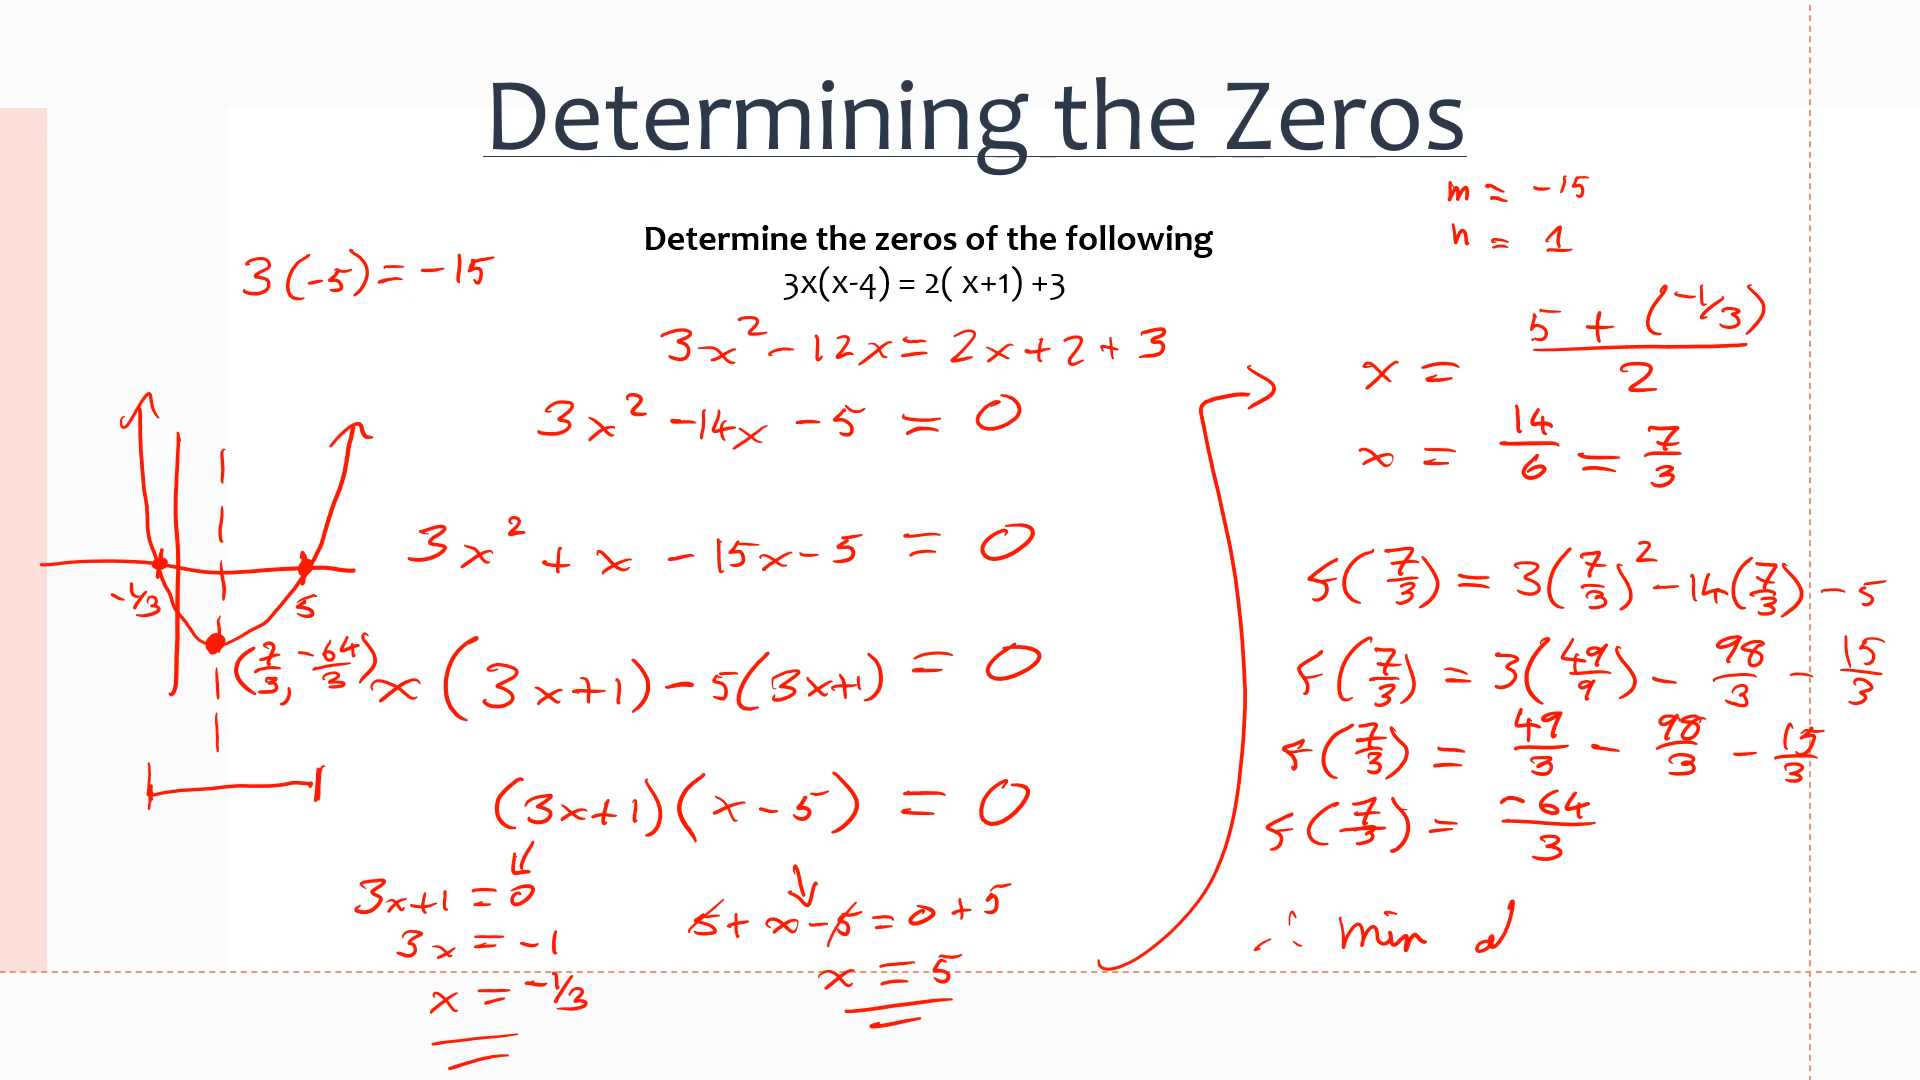 Determining the Zeros
Determine the zeros of the following
3x(x-4) = 2( x+1) +3
3(-5) = -15
m = -15
n = 1
3x² - 12x = 2x + 2 + 3
3x² - 14x - 5 = 0
3x² + x - 15x - 5 = 0
x(3x+1) - 5(3x+1) = 0
(3x+1)(x-5) = 0
3x+1 = 0
3x = -1
x = -1/3
5 + x - 5 = 0 + 5
x = 5
-1/3
5
(7/3, -64/3)
x = 5 + (-1/3) / 2
x = 14/6 = 7/3
f(7/3) = 3(7/3)² - 14(7/3) - 5
f(7/3) = 3(49/9) - 98/3 - 15/3
f(7/3) = 49/3 - 98/3 - 15/3
f(7/3) = -64/3
∴ min